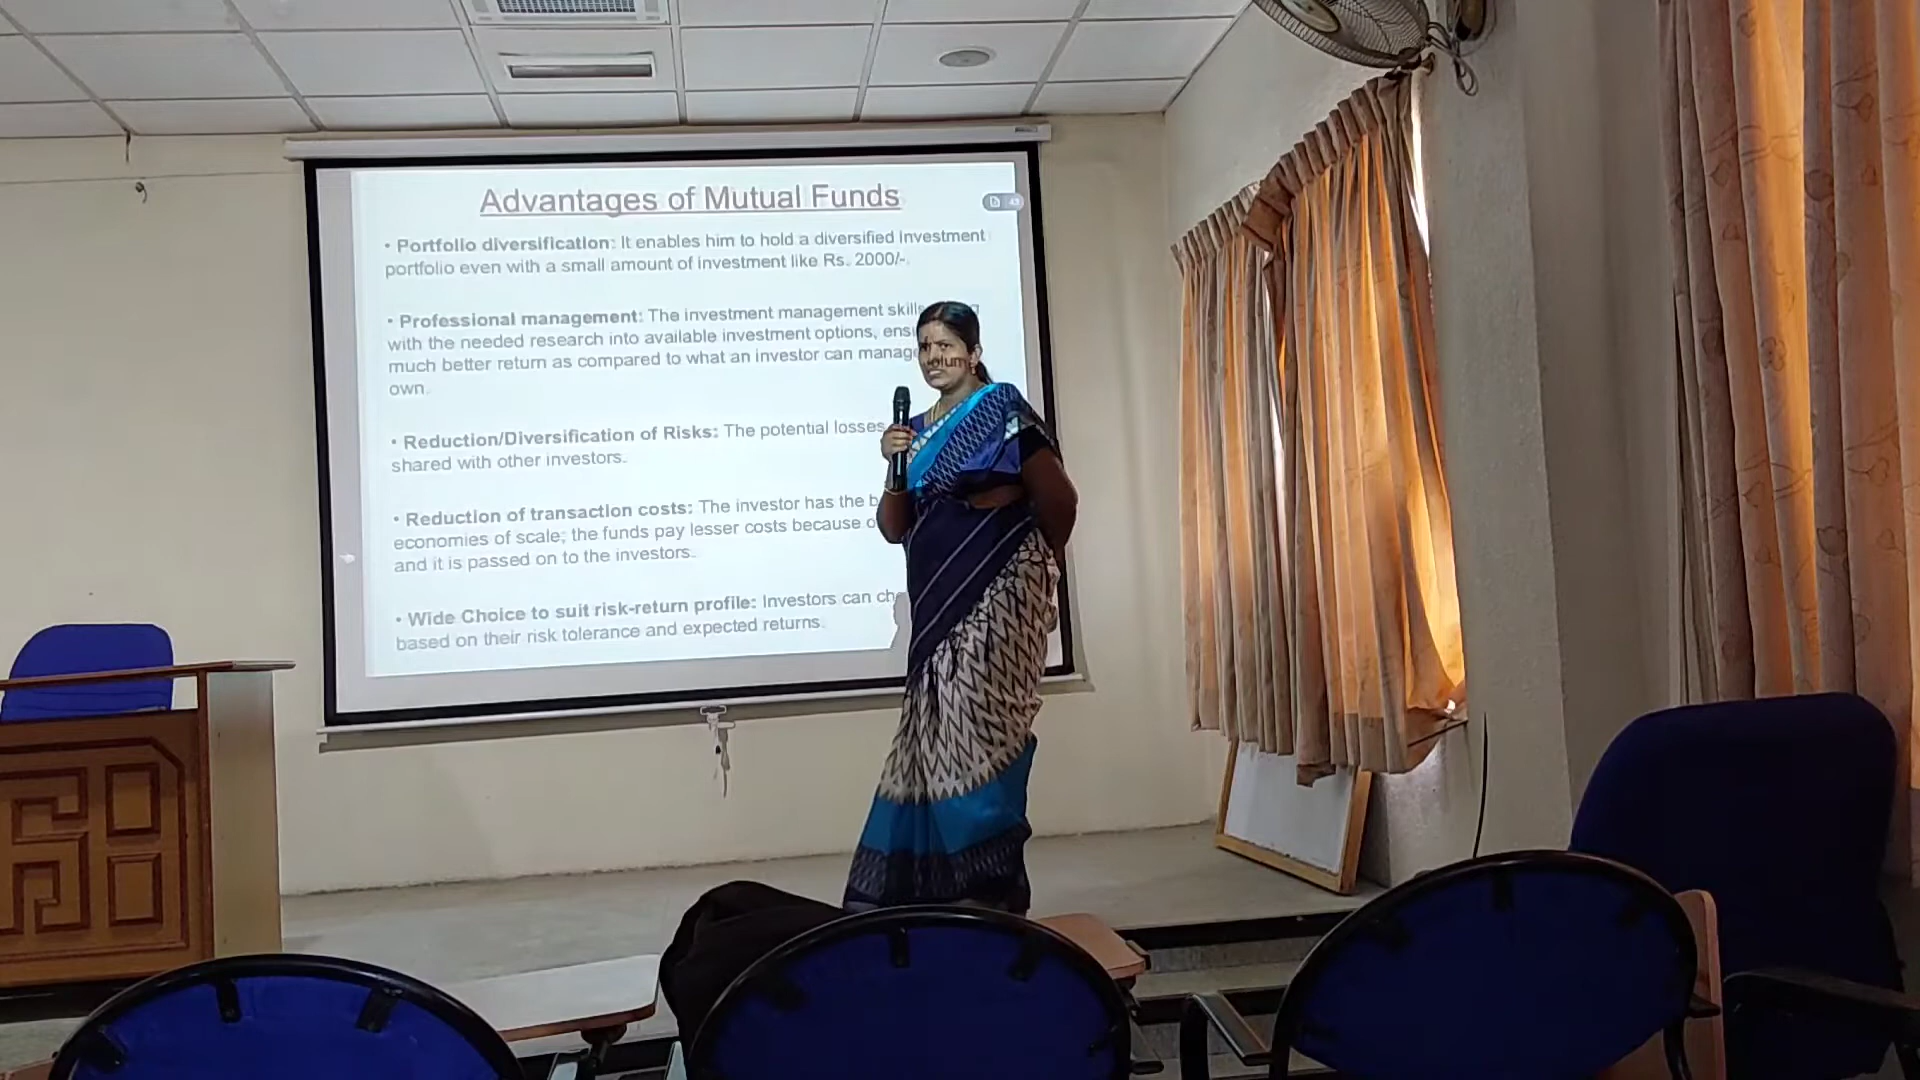 Advantages of Mutual Funds
43
• Portfolio diversification: It enables him to hold a diversified investment
portfolio even with a small amount of investment like Rs. 2000/-.
• Professional management: The investment management skills
with the needed research into available investment options,
much better return as compared to what an investor can manage
own.
• Reduction/Diversification of Risks: The potential losses
shared with other investors.
• Reduction of transaction costs: The investor has the
economies of scale; the funds pay lesser costs because
and it is passed on to the investors.
• Wide Choice to suit risk-return profile: Investors can
based on their risk tolerance and expected returns.